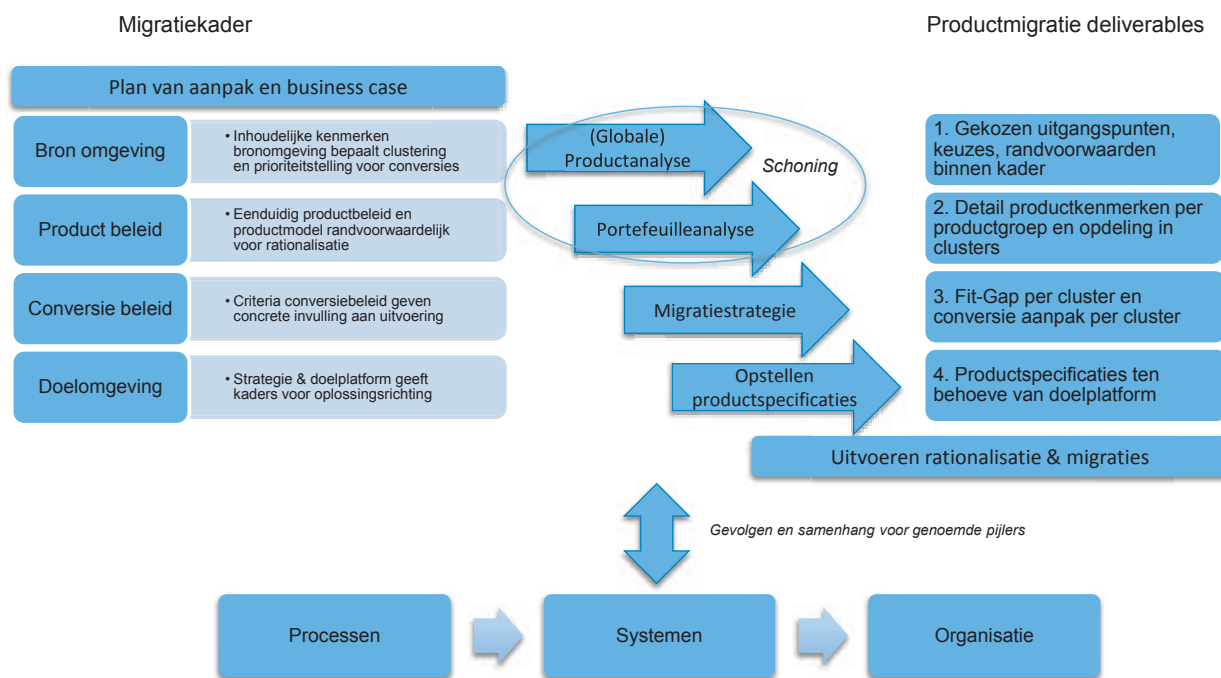 Migratiekader
Productmigratie deliverables
Plan van aanpak en business case
Bron omgeving
• Inhoudelijke kenmerken
bronomgeving bepaalt clustering
en prioriteitstelling voor conversies
Product beleid
• Eenduidig productbeleid en
productmodel randvoorwaardelijk
voor rationalisatie
Conversie beleid
• Criteria conversiebeleid geven
concrete invulling aan uitvoering
Doelomgeving
• Strategie & doelplatform geeft
kaders voor oplossingsrichting
(Globale)
Productanalyse
Schoning
Portefeuilleanalyse
Migratiestrategie
Opstellen
productspecificaties
1. Gekozen uitgangspunten,
keuzes, randvoorwaarden
binnen kader
2. Detail productkenmerken per
productgroep en opdeling in
clusters
3. Fit-Gap per cluster en
conversie aanpak per cluster
4. Productspecificaties ten
behoeve van doelplatform
Uitvoeren rationalisatie & migraties
Gevolgen en samenhang voor genoemde pijlers
Processen
Systemen
Organisatie